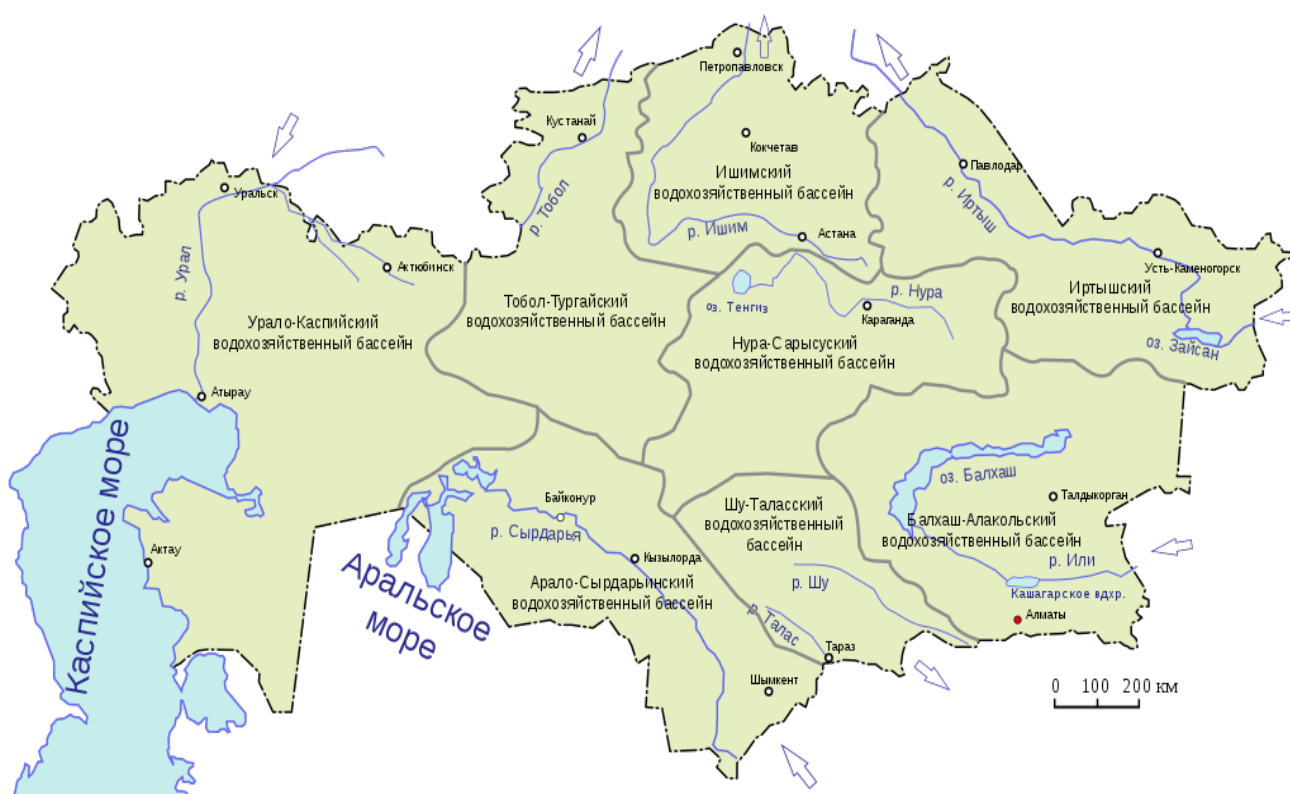 Петропавловск
Кустанай
Кокчетав
Павлодар
Уральск
Ишимский
водохозяйственный бассейн
р. Тобол
р. Иртыш
р. Ишим
Астана
р. Урал
Актюбинск
Усть-Каменогорск
Тобол-Тургайский
водохозяйственный бассейн
оз. Тенгиз
р. Нура
Караганда
Иртышский
водохозяйственный бассейн
Урало-Каспийский
водохозяйственный бассейн
Нура-Сарысуский
водохозяйственный бассейн
оз. Зайсан
Атырау
Каспийское море
оз. Балхаш
Талдыкорган
Байконур
Шу-Таласский
водохозяйственный
бассейн
Балхаш-Алакольский
водохозяйственный бассейн
р. Сырдарья
Актау
Кызылорда
р. Или
Аральское
море
Арало-Сырдарьинский
водохозяйственный бассейн
р. Шу
Кашагарское вдхр.
р. Талас
Алматы
Тараз
Шымкент
0 100 200 км